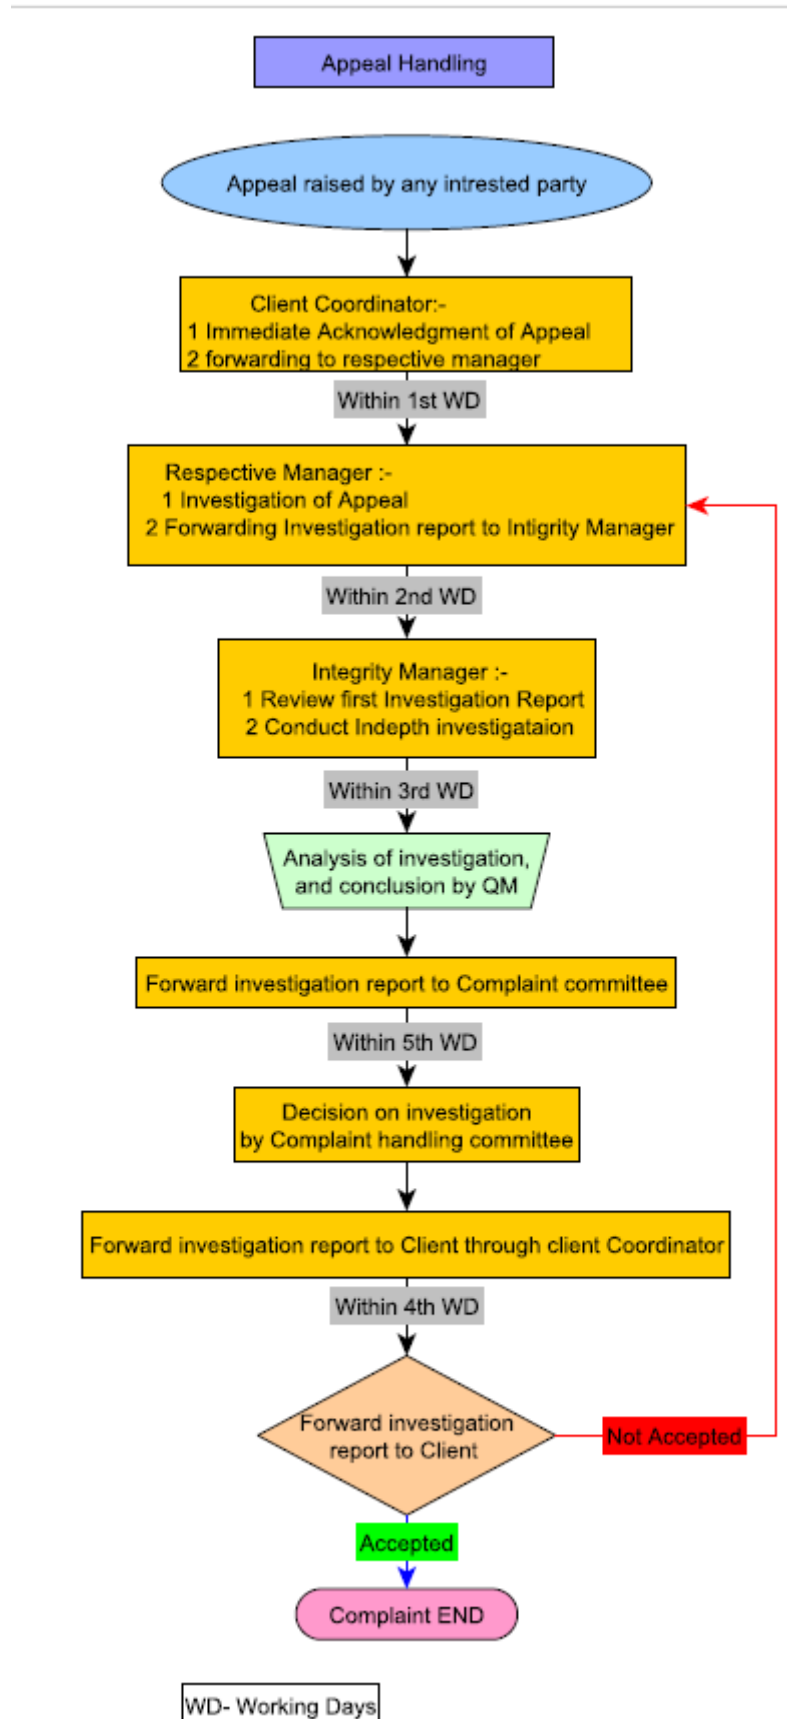 Appeal Handling
Appeal raised by any intrested party
Client Coordinator:-
1 Immediate Acknowledgment of Appeal
2 forwarding to respective manager
Within 1st WD
Respective Manager :-
1 Investigation of Appeal
2 Forwarding Investigation report to Intigrity Manager
Within 2nd WD
Integrity Manager :-
1 Review first Investigation Report
2 Conduct Indepth investigataion
Within 3rd WD
Analysis of investigation,
and conclusion by QM
Forward investigation report to Complaint committee
Within 5th WD
Decision on investigation
by Complaint handling committee
Forward investigation report to Client through client Coordinator
Within 4th WD
Forward investigation
report to Client
Not Accepted
Accepted
Complaint END
WD- Working Days